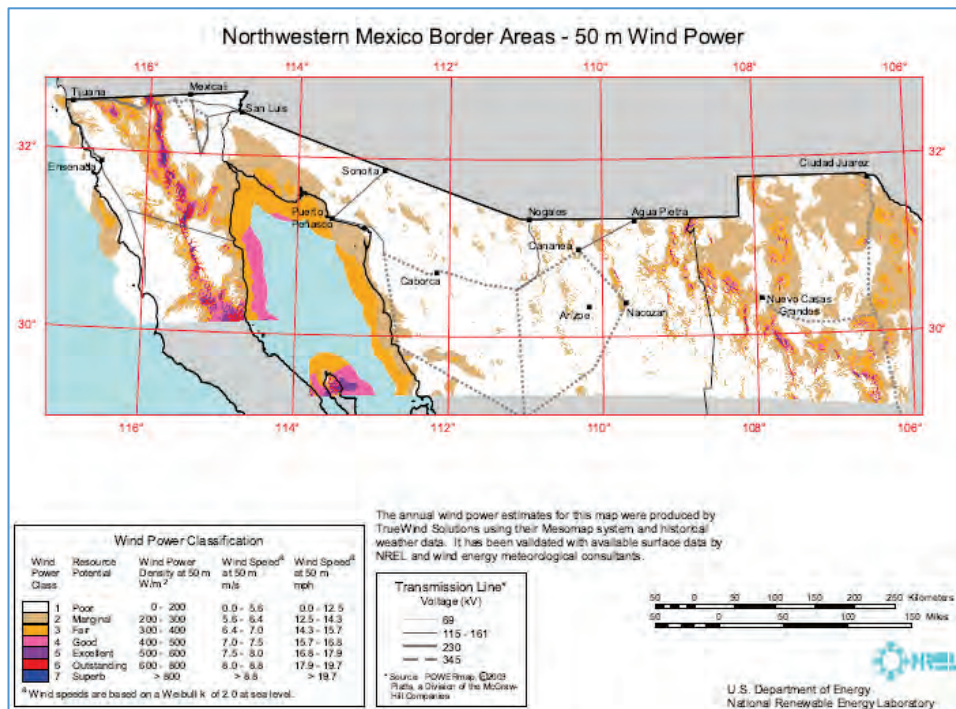 Northwestern Mexico Border Areas - 50 m Wind Power
116° 114° 112° 110° 108° 106°
Tijuana
Mexicali
San Luis
32° 32°
Ensenada
Sonoita
Ciudad Juarez
Puerto
Peñasco
Nogales
Agua Prieta
Cananea
Caborca
Arizpe
Nacozari
Nuevo Casas
Grandes
30° 30°
116° 114° 112° 110° 108° 106°
Wind Power Classification
Wind Resource Wind Power Wind Speedᵃ Wind Speedᵃ
Power Potential Density at 50 m at 50 m at 50 m
Class W/m² m/s mph
1 Poor 0 - 200 0.0 - 5.6 0.0 - 12.5
2 Marginal 200 - 300 5.6 - 6.4 12.5 - 14.3
3 Fair 300 - 400 6.4 - 7.0 14.3 - 15.7
4 Good 400 - 500 7.0 - 7.5 15.7 - 16.8
5 Excellent 500 - 600 7.5 - 8.0 16.8 - 17.9
6 Outstanding 600 - 800 8.0 - 8.8 17.9 - 19.7
7 Superb > 800 > 8.8 > 19.7
ᵃ Wind speeds are based on a Weibull k of 2.0 at sea level.
The annual wind power estimates for this map were produced by
TrueWind Solutions using their Mesomap system and historical
weather data. It has been validated with available surface data by
NREL and wind energy meteorological consultants.
Transmission Line*
Voltage (kV)
69
115 - 161
230
345
* Source: POWERmap, ©2003
Platts, a Division of the McGraw-
Hill Companies
50 0 50 100 150 200 250 Kilometers
50 0 50 100 150 Miles
NREL
U.S. Department of Energy
National Renewable Energy Laboratory